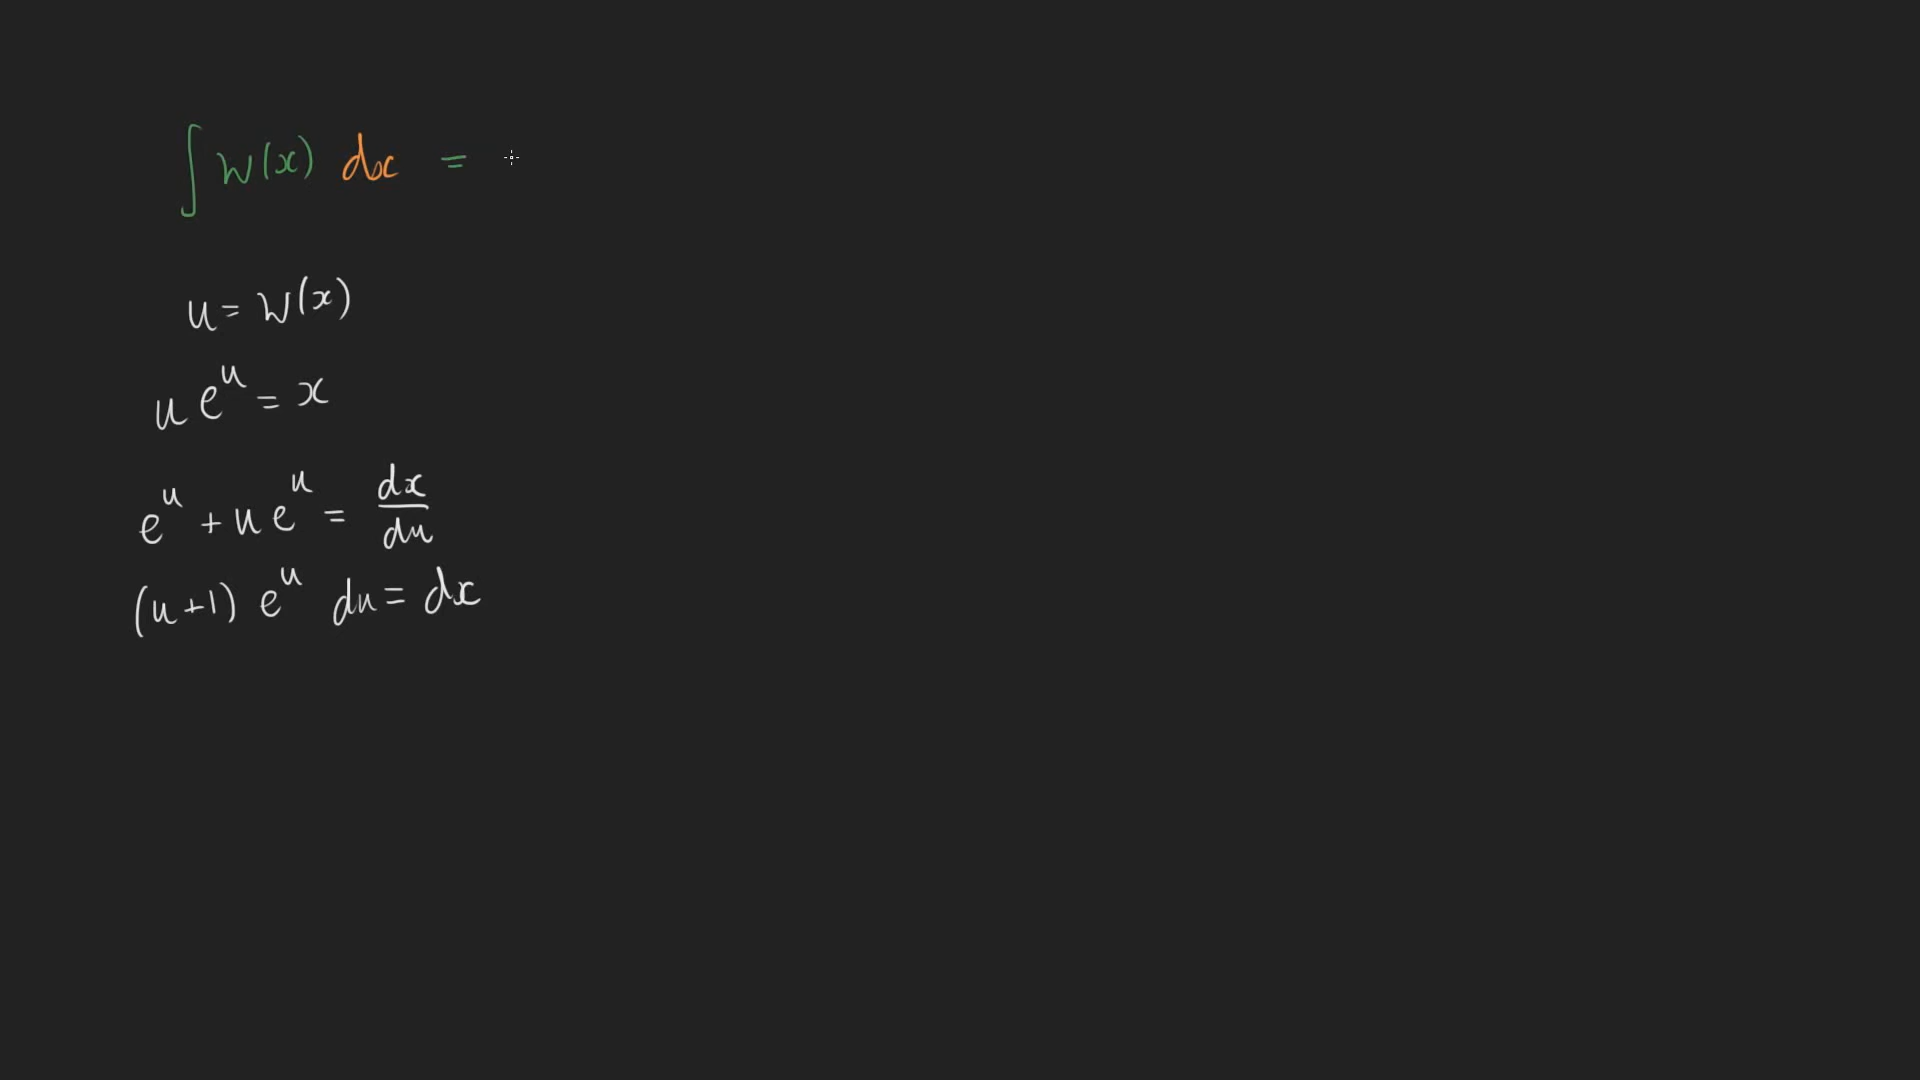 ∫ W(x) dx =
u = W(x)
u e^u = x
e^u + u e^u = dx/du
(u+1) e^u du = dx